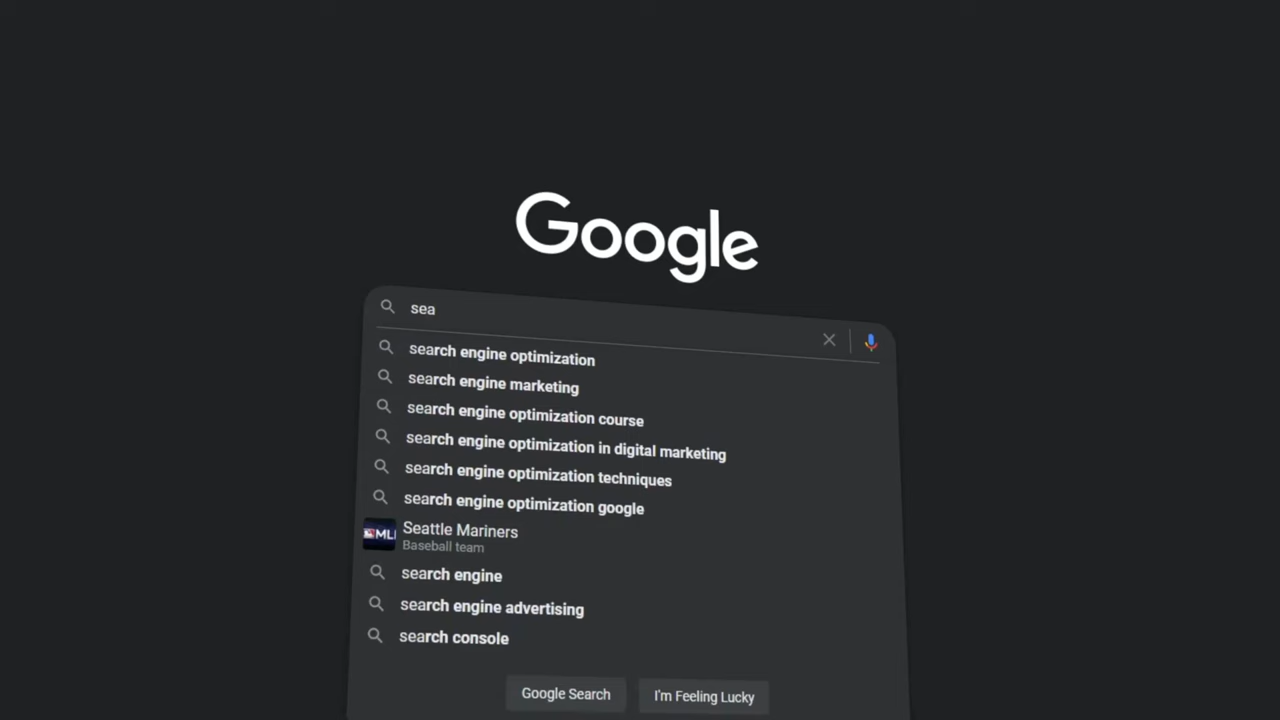 Google
sea
search engine optimization
search engine marketing
search engine optimization course
search engine optimization in digital marketing
search engine optimization techniques
search engine optimization google
Seattle Mariners
Baseball team
search engine
search engine advertising
search console
Google Search
I'm Feeling Lucky